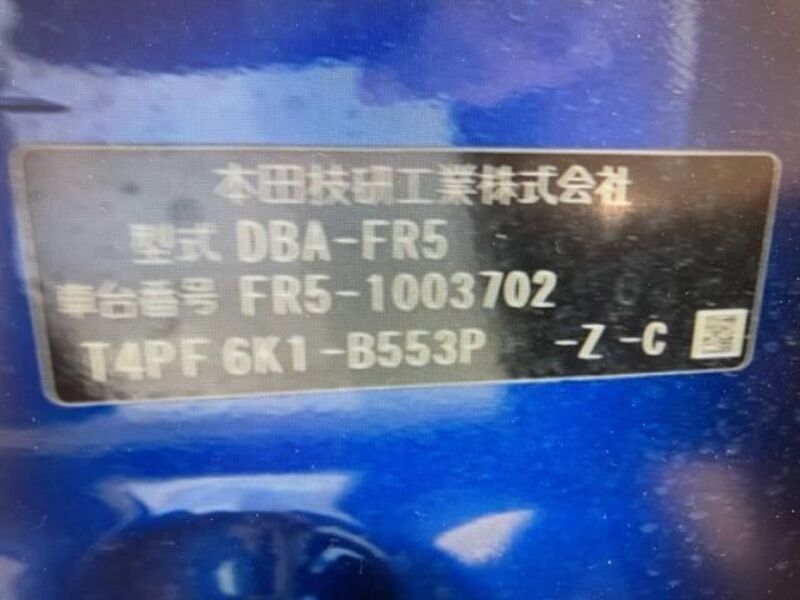 本田技研工業株式会社
型式 DBA-FR5
車台番号 FR5-1003702
T4PF 6K1 -B553P -Z -C